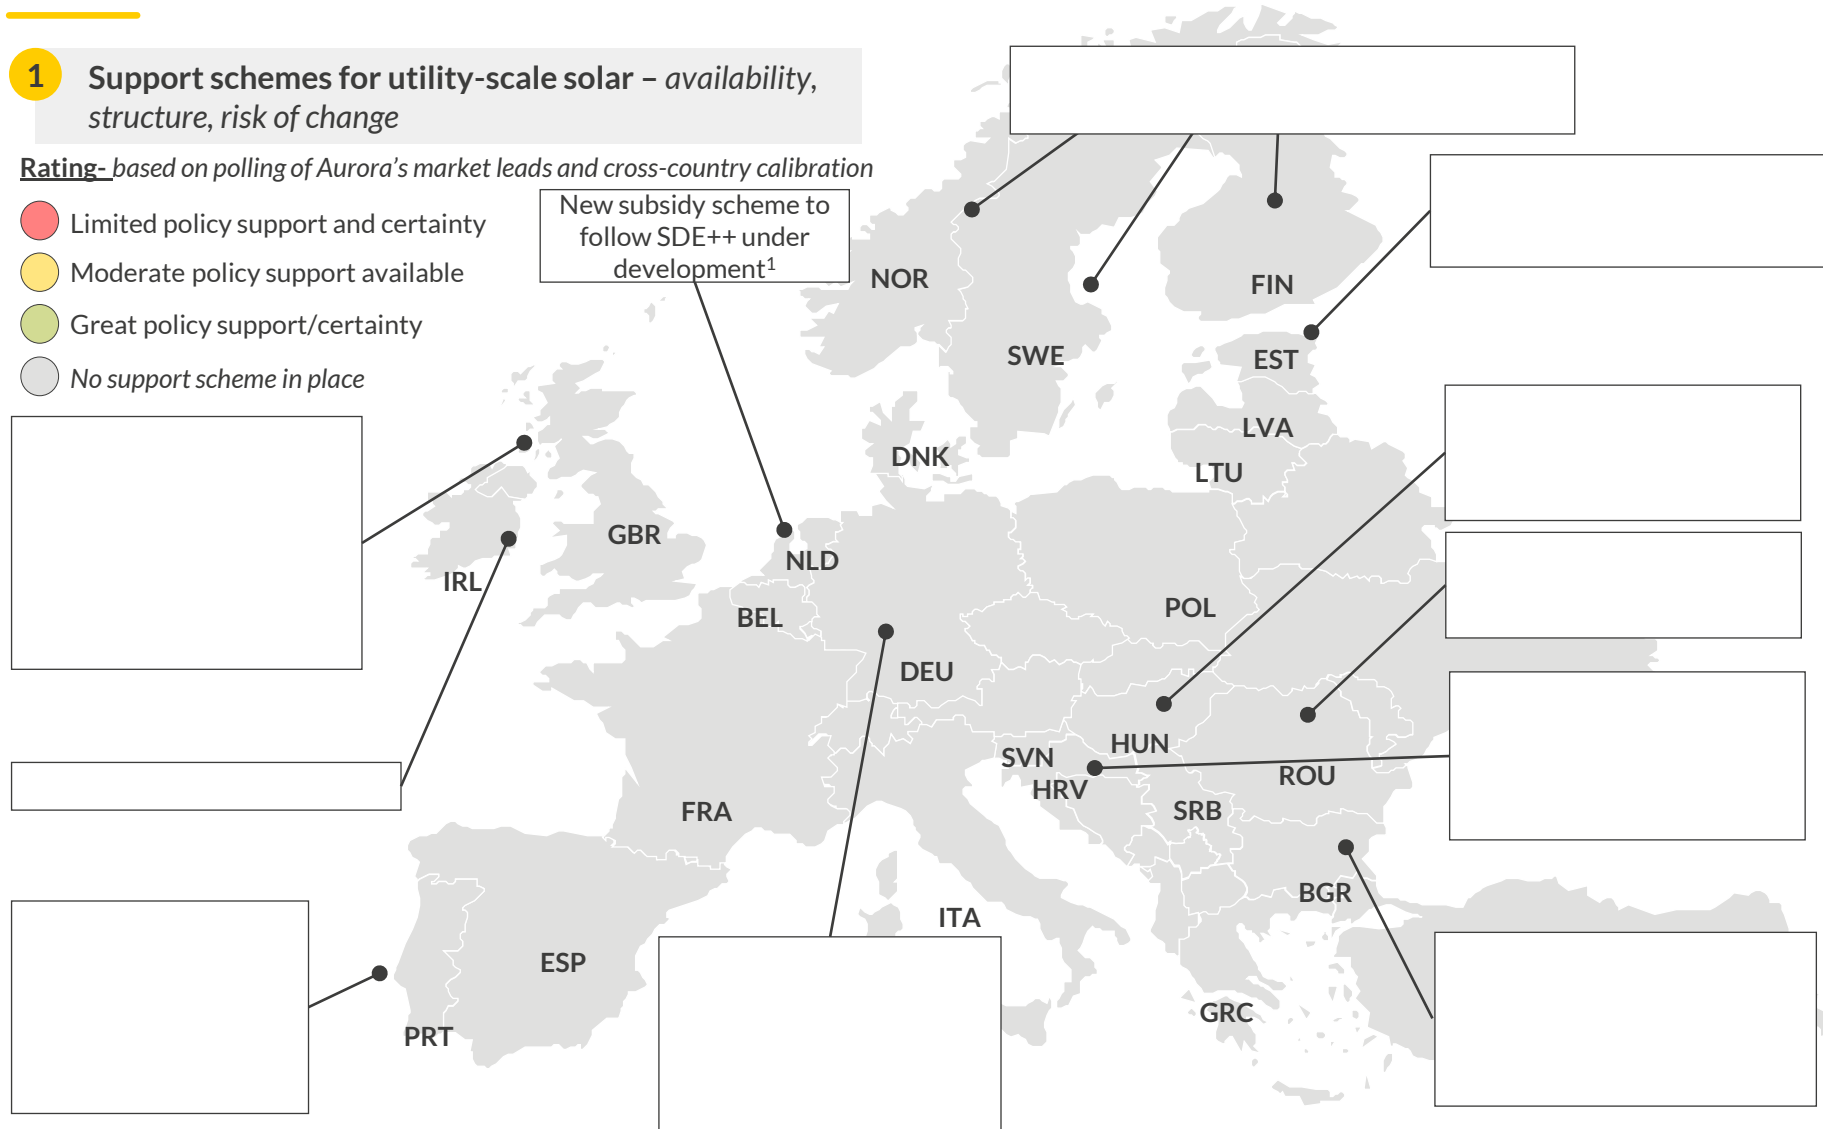 1
Support schemes for utility-scale solar – availability,
structure, risk of change
Rating- based on polling of Aurora’s market leads and cross-country calibration
Limited policy support and certainty
Moderate policy support available
Great policy support/certainty
No support scheme in place
New subsidy scheme to
follow SDE++ under
development¹
NOR
FIN
SWE
EST
LVA
DNK
LTU
GBR
NLD
IRL
BEL
POL
DEU
HUN
SVN
ROU
HRV
FRA
SRB
BGR
ITA
ESP
GRC
PRT